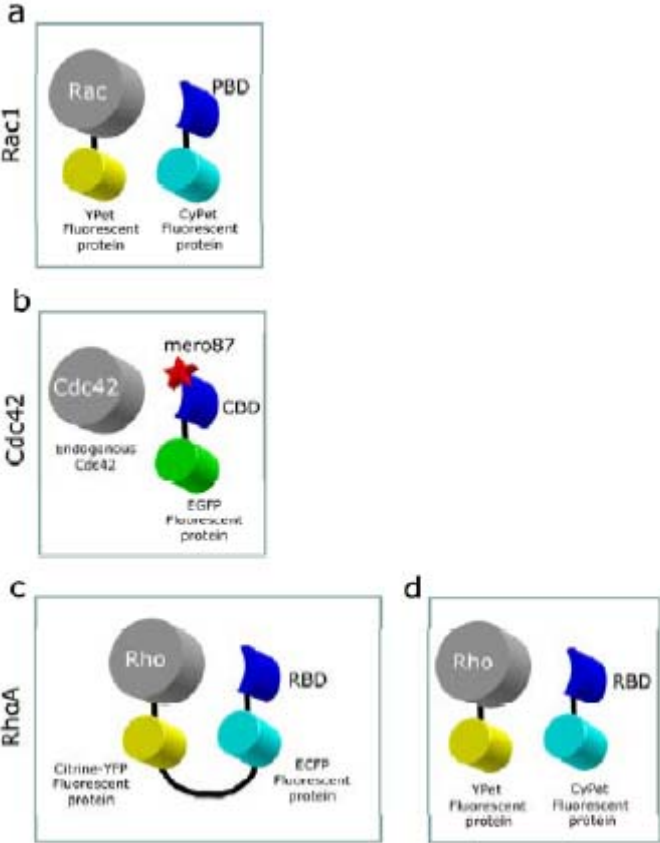 a
Rac1
Rac
PBD
YPet
Fluorescent
protein
CyPet
Fluorescent
protein
b
Cdc42
Cdc42
mero87
CBD
Endogenous
Cdc42
EGFP
Fluorescent
protein
c
RhoA
Rho
RBD
Citrine-YFP
Fluorescent
protein
ECFP
Fluorescent
protein
d
Rho
RBD
YPet
Fluorescent
protein
CyPet
Fluorescent
protein